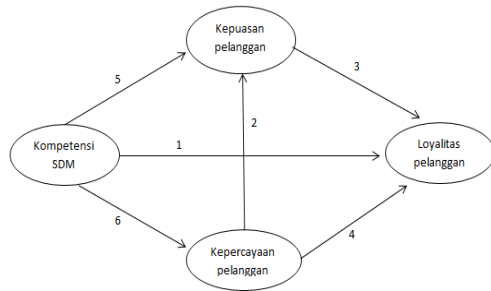 Kepuasan
pelanggan
5
3
2
Kompetensi
SDM
1
Loyalitas
pelanggan
6
4
Kepercayaan
pelanggan